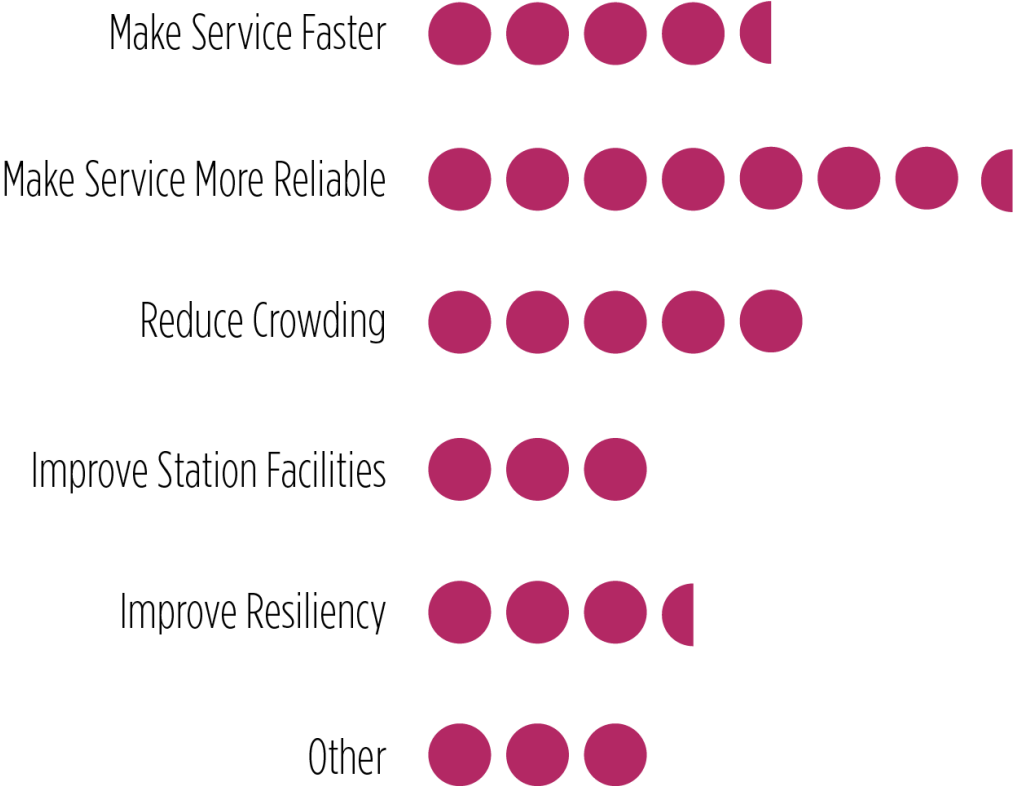 Make Service Faster
Make Service More Reliable
Reduce Crowding
Improve Station Facilities
Improve Resiliency
Other